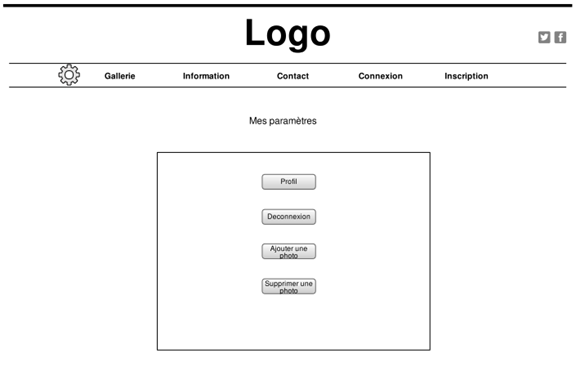 Logo
Gallerie Information Contact Connexion Inscription
Mes paramètres
Profil
Deconnexion
Ajouter une
photo
Supprimer une
photo